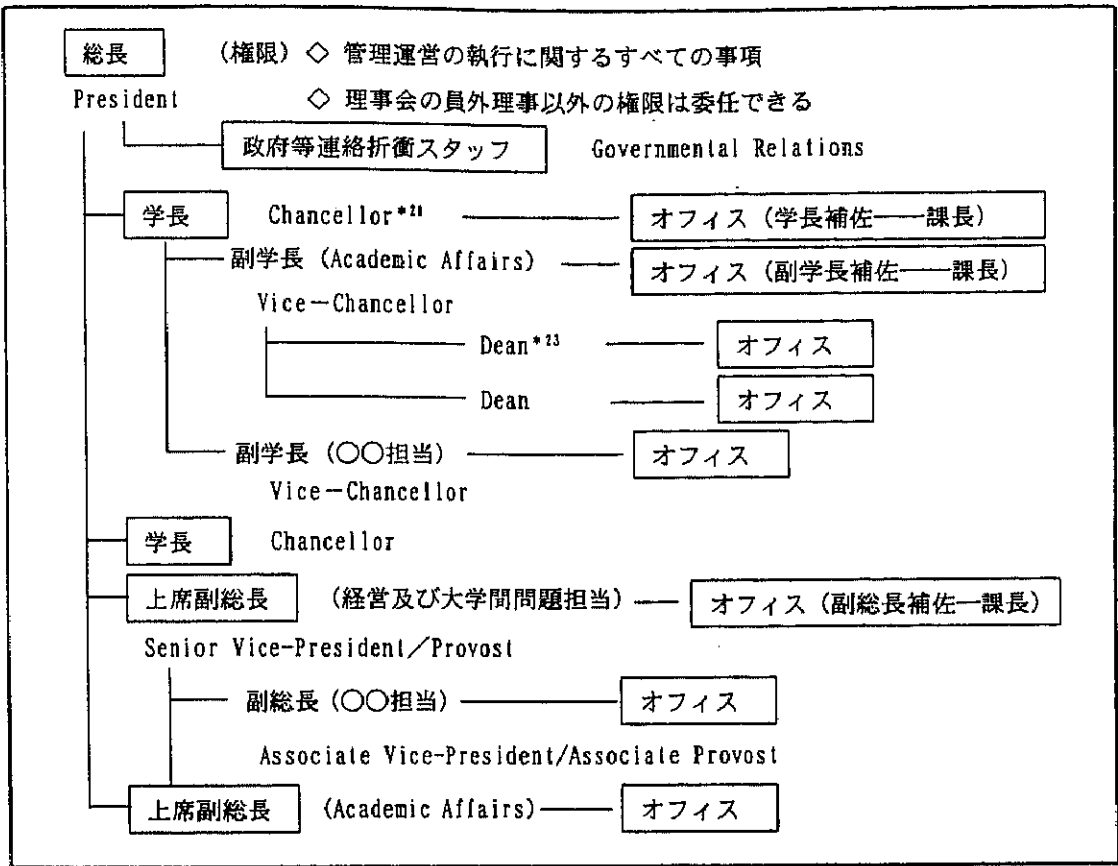 総長 (権限) ◇ 管理運営の執行に関するすべての事項
President ◇ 理事会の員外理事以外の権限は委任できる
政府等連絡折衝スタッフ Governmental Relations
学長 Chancellor*21 オフィス (学長補佐――課長)
副学長 (Academic Affairs) オフィス (副学長補佐――課長)
Vice-Chancellor
Dean*23 オフィス
Dean オフィス
副学長 (○○担当) オフィス
Vice-Chancellor
学長 Chancellor
上席副総長 (経営及び大学間問題担当) オフィス (副総長補佐―課長)
Senior Vice-President/Provost
副総長 (○○担当) オフィス
Associate Vice-President/Associate Provost
上席副総長 (Academic Affairs) オフィス